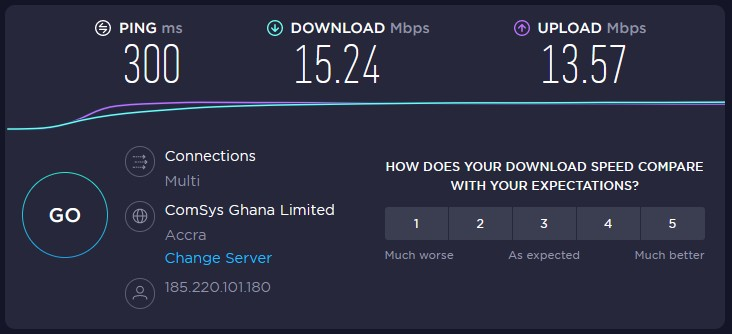 PING ms
300
DOWNLOAD Mbps
15.24
UPLOAD Mbps
13.57
GO
Connections
Multi
ComSys Ghana Limited
Accra
Change Server
185.220.101.180
HOW DOES YOUR DOWNLOAD SPEED COMPARE
WITH YOUR EXPECTATIONS?
1 2 3 4 5
Much worse As expected Much better